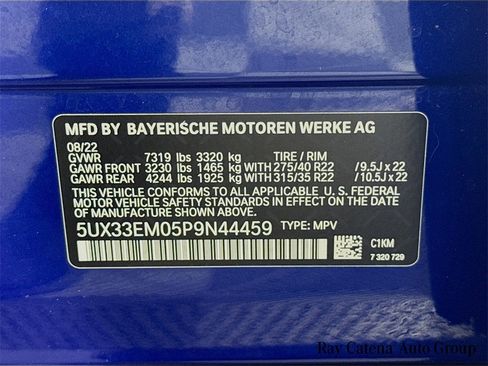 MFD BY BAYERISCHE MOTOREN WERKE AG
08/22
GVWR 7319 lbs 3320 kg TIRE / RIM
GAWR FRONT 3230 lbs 1465 kg WITH 275/40 R22 /9.5J x 22
GAWR REAR 4244 lbs 1925 kg WITH 315/35 R22 /10.5J x 22
THIS VEHICLE CONFORMS TO ALL APPLICABLE U. S. FEDERAL
MOTOR VEHICLE SAFETY STANDARDS IN EFFECT ON THE DATE
OF MANUFACTURE SHOWN ABOVE.
5UX33EM05P9N44459 TYPE: MPV
C1KM
7 320 729
Ray Catena Auto Group